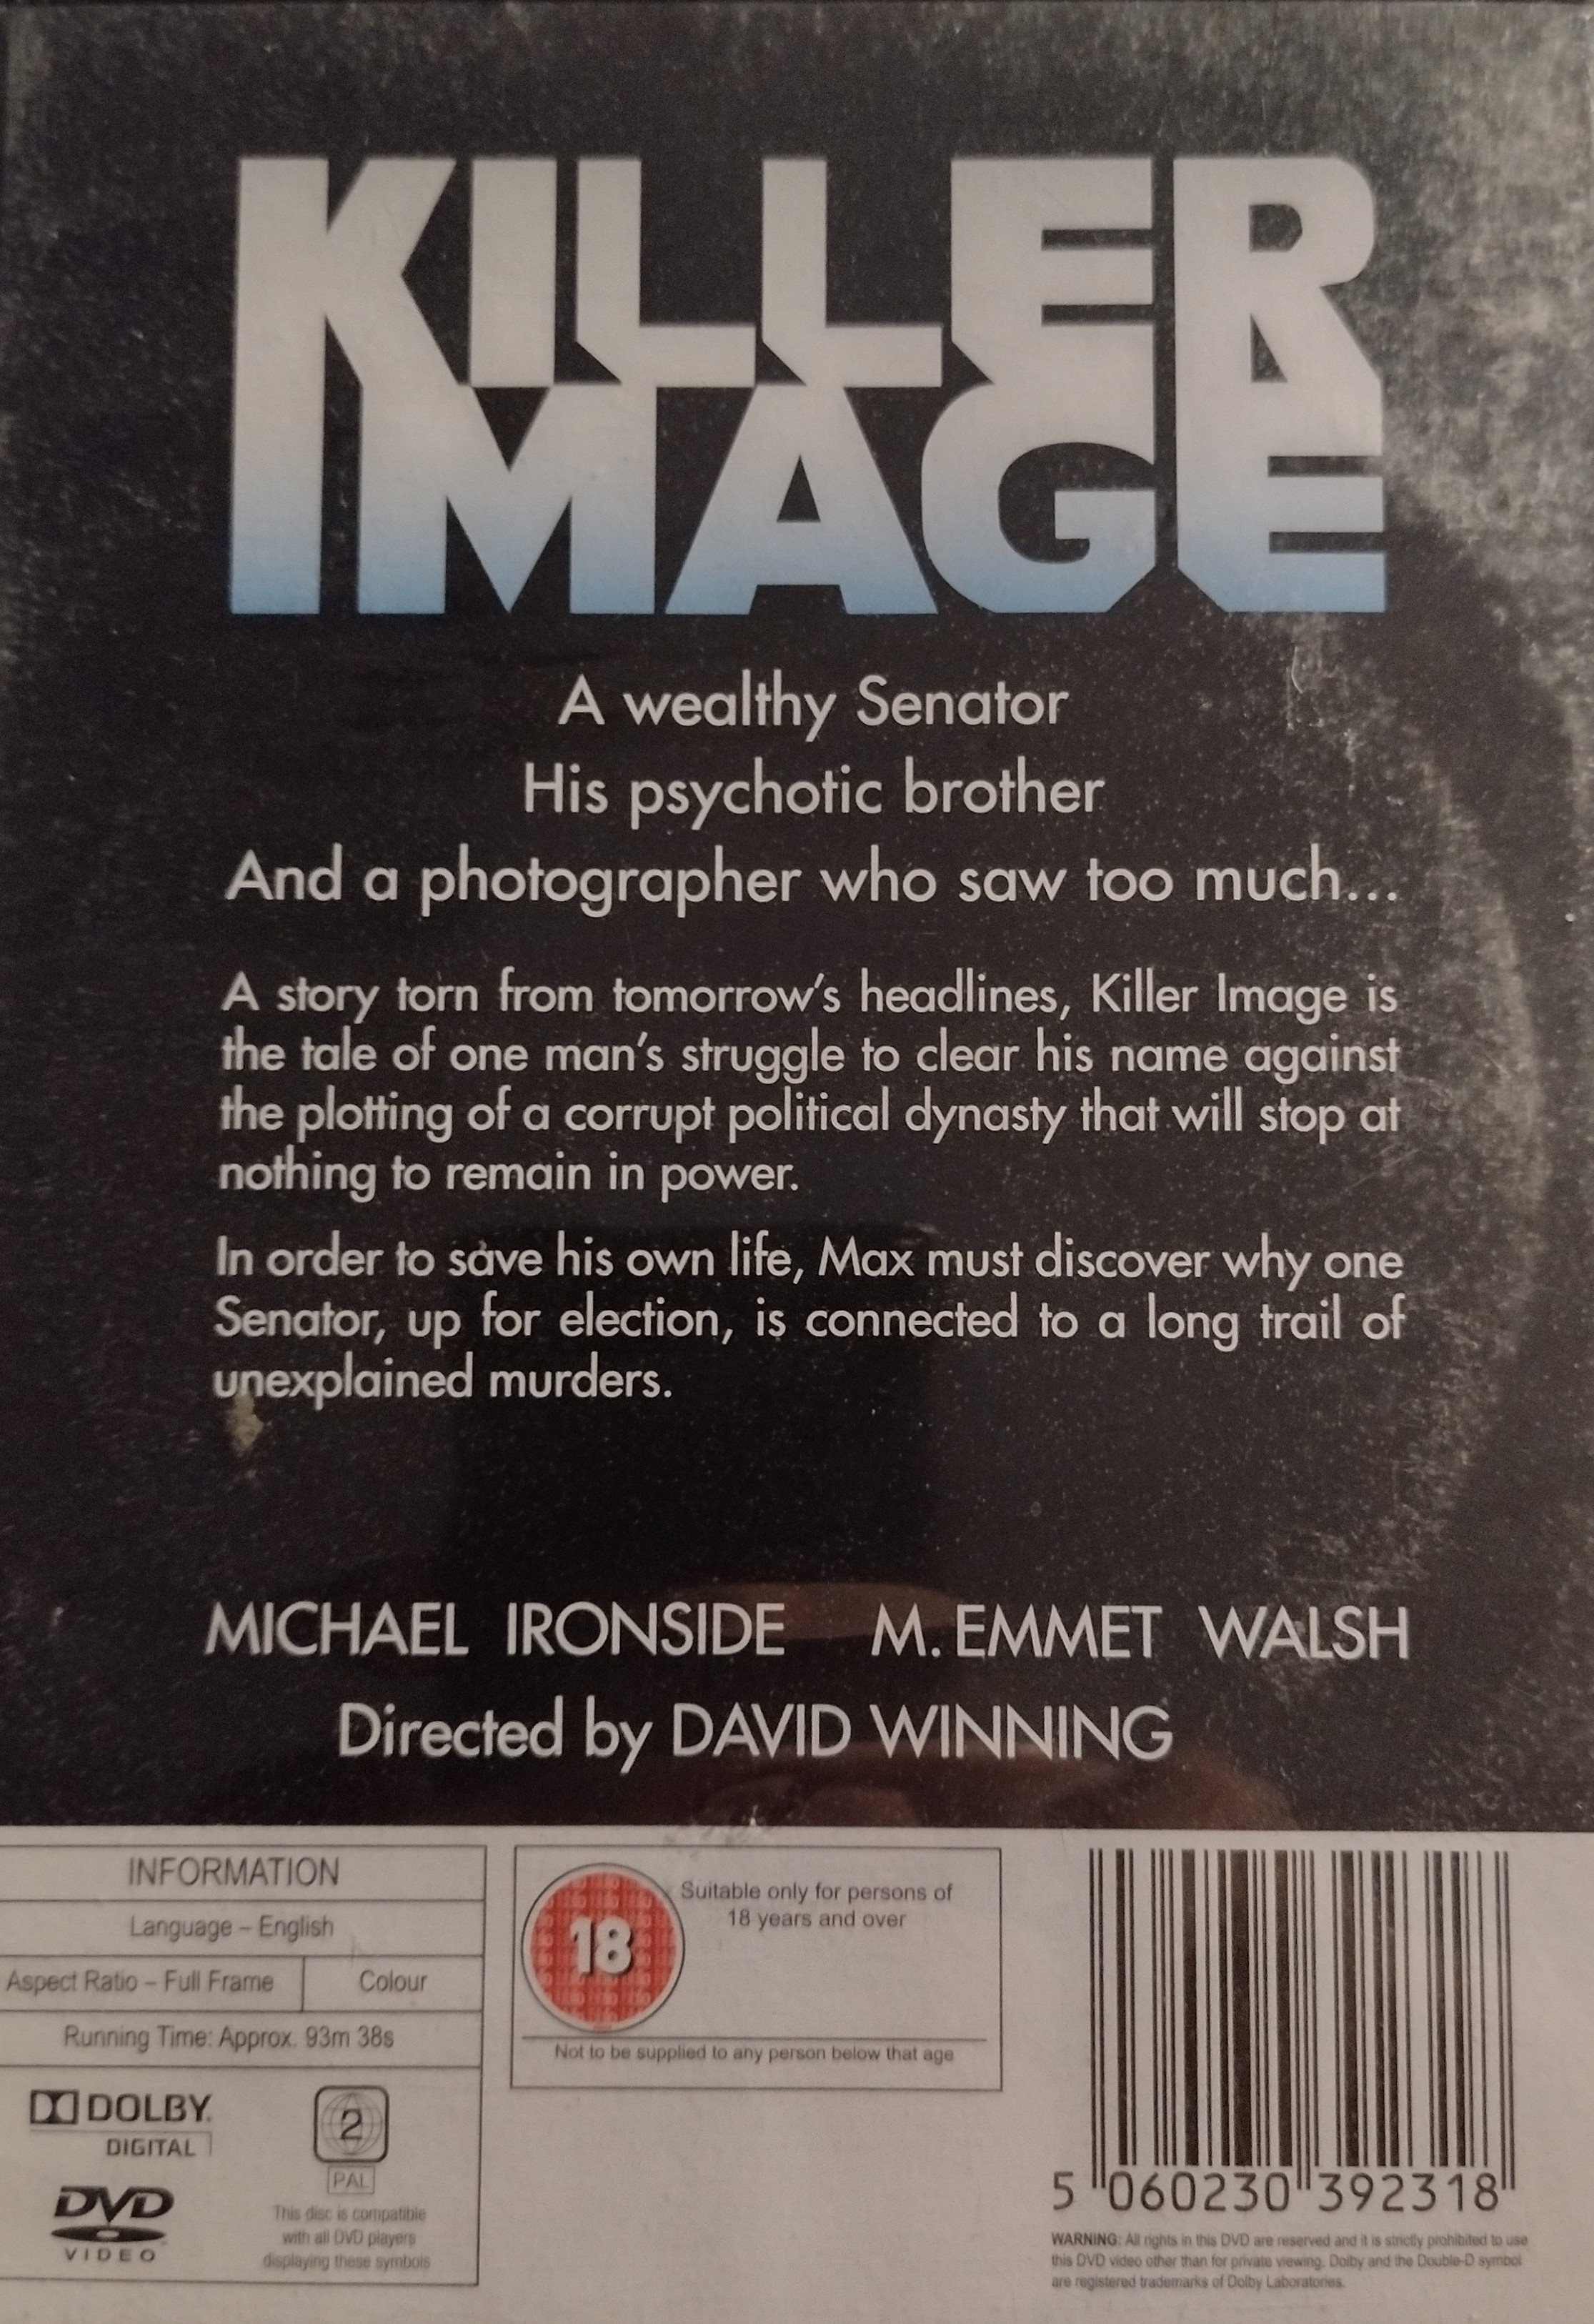 KILLER
IMAGE
A wealthy Senator
His psychotic brother
And a photographer who saw too much...
A story torn from tomorrow's headlines, Killer Image is
the tale of one man's struggle to clear his name against
the plotting of a corrupt political dynasty that will stop at
nothing to remain in power.
In order to save his own life, Max must discover why one
Senator, up for election, is connected to a long trail of
unexplained murders.
MICHAEL IRONSIDE M. EMMET WALSH
Directed by DAVID WINNING
INFORMATION
Language – English
Aspect Ratio – Full Frame
Colour
Running Time: Approx. 93m 38s
DOLBY
DIGITAL
DVD
VIDEO
2
PAL
This disc is compatible
with all DVD players
displaying these symbols
18
Suitable only for persons of
18 years and over
Not to be supplied to any person below that age
5 060230 392318
WARNING: All rights in this DVD are reserved and it is strictly prohibited to use
this DVD video other than for private viewing. Dolby and the Double-D symbol
are registered trademarks of Dolby Laboratories.